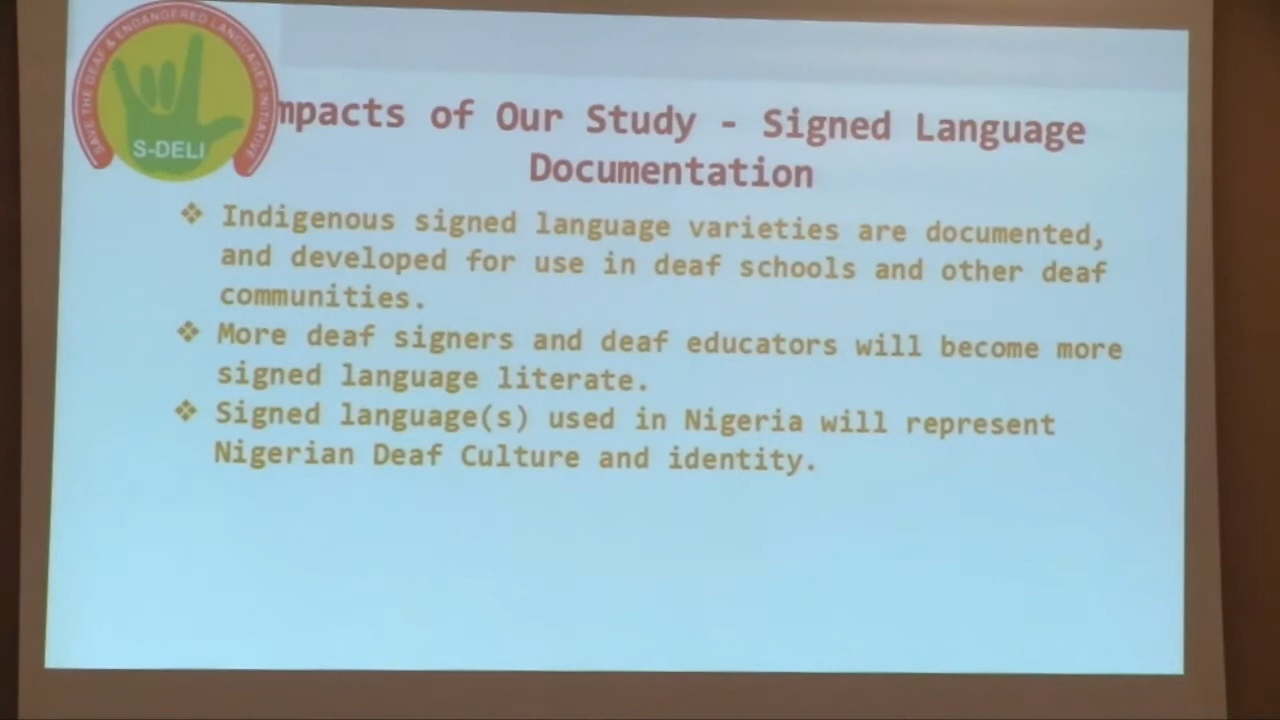 SAVE THE DEAF & ENDANGERED LANGUAGES INITIATIVE
S-DELI
mpacts of Our Study - Signed Language
Documentation
❖ Indigenous signed language varieties are documented,
and developed for use in deaf schools and other deaf
communities.
❖ More deaf signers and deaf educators will become more
signed language literate.
❖ Signed language(s) used in Nigeria will represent
Nigerian Deaf Culture and identity.